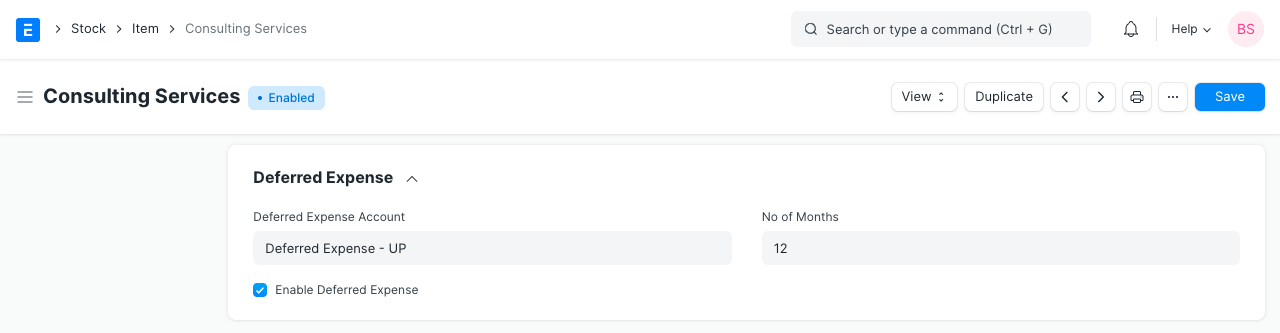 E Stock Item Consulting Services Search or type a command (Ctrl + G) Help BS
Consulting Services Enabled View Duplicate ... Save
Deferred Expense
Deferred Expense Account No of Months
Deferred Expense - UP 12
Enable Deferred Expense